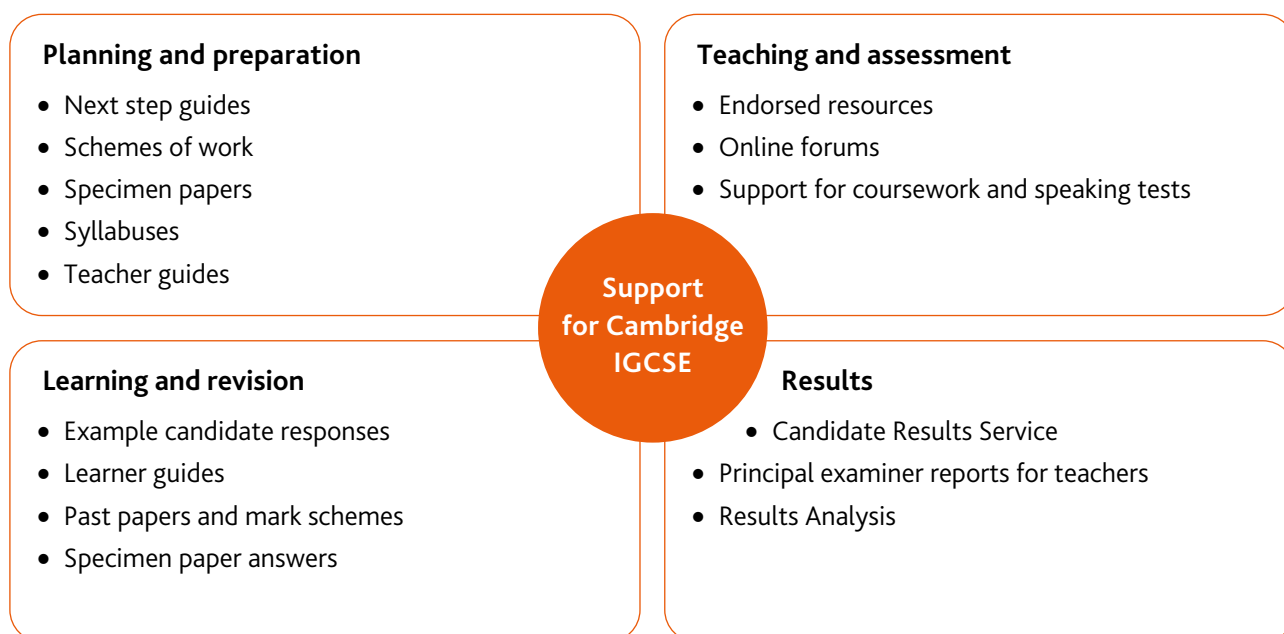 Planning and preparation
• Next step guides
• Schemes of work
• Specimen papers
• Syllabuses
• Teacher guides
Teaching and assessment
• Endorsed resources
• Online forums
• Support for coursework and speaking tests
Support
for Cambridge
IGCSE
Learning and revision
• Example candidate responses
• Learner guides
• Past papers and mark schemes
• Specimen paper answers
Results
• Candidate Results Service
• Principal examiner reports for teachers
• Results Analysis